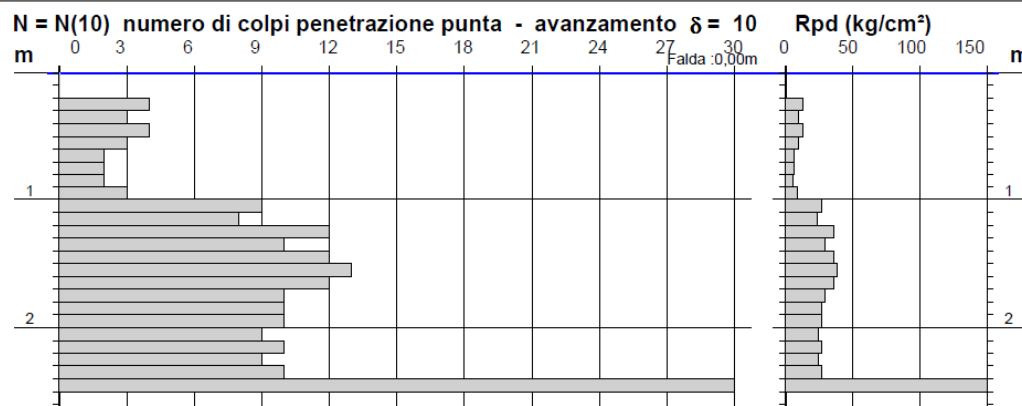 N = N(10) numero di colpi penetrazione punta - avanzamento δ = 10 Rpd (kg/cm²)
m 0 3 6 9 12 15 18 21 24 27 30 0 50 100 150 m
Falda :0,00m
1 1
2 2